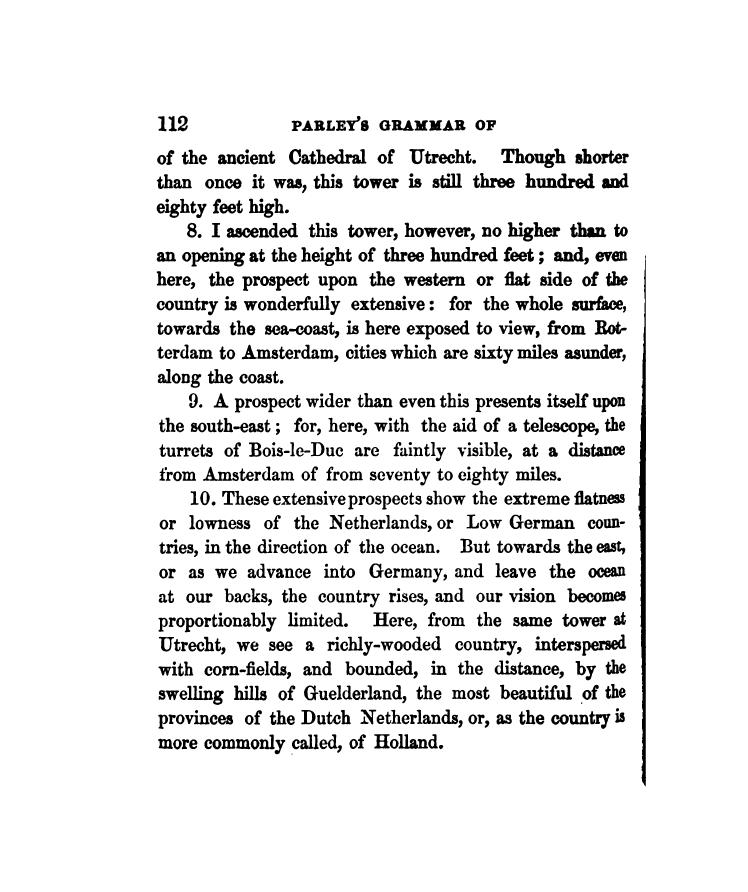 112 PARLEY'S GRAMMAR OF
of the ancient Cathedral of Utrecht. Though shorter
than once it was, this tower is still three hundred and
eighty feet high.
8. I ascended this tower, however, no higher than to
an opening at the height of three hundred feet; and, even
here, the prospect upon the western or flat side of the
country is wonderfully extensive: for the whole surface,
towards the sea-coast, is here exposed to view, from Rot-
terdam to Amsterdam, cities which are sixty miles asunder,
along the coast.
9. A prospect wider than even this presents itself upon
the south-east; for, here, with the aid of a telescope, the
turrets of Bois-le-Duc are faintly visible, at a distance
from Amsterdam of from seventy to eighty miles.
10. These extensive prospects show the extreme flatness
or lowness of the Netherlands, or Low German coun-
tries, in the direction of the ocean. But towards the east,
or as we advance into Germany, and leave the ocean
at our backs, the country rises, and our vision becomes
proportionably limited. Here, from the same tower at
Utrecht, we see a richly-wooded country, interspersed
with corn-fields, and bounded, in the distance, by the
swelling hills of Guelderland, the most beautiful of the
provinces of the Dutch Netherlands, or, as the country is
more commonly called, of Holland.